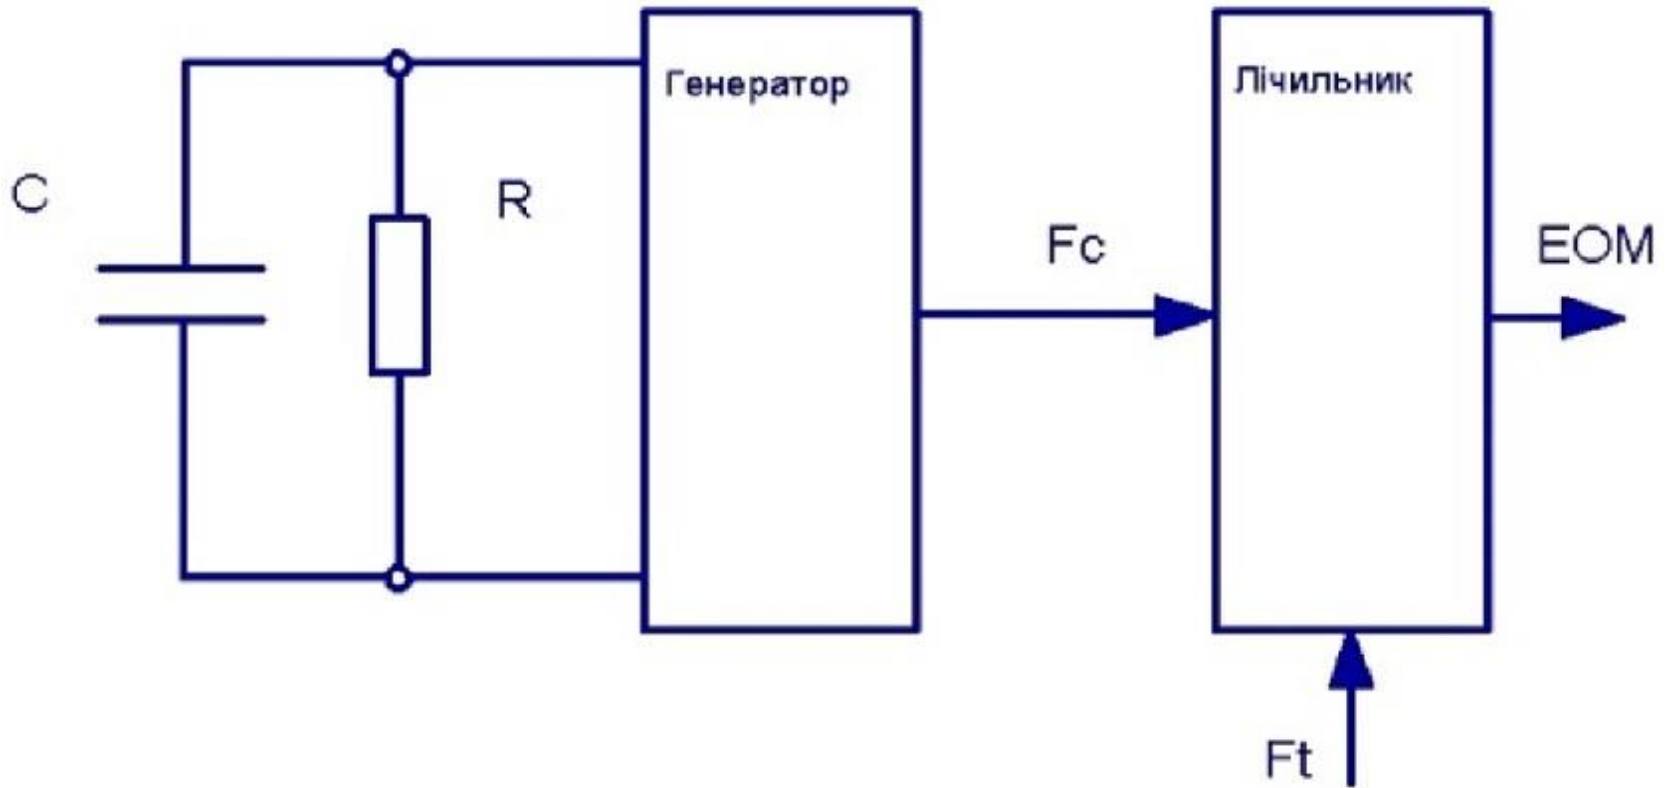 Генератор
Лічильник
C
R
Fc
ЕОМ
Ft